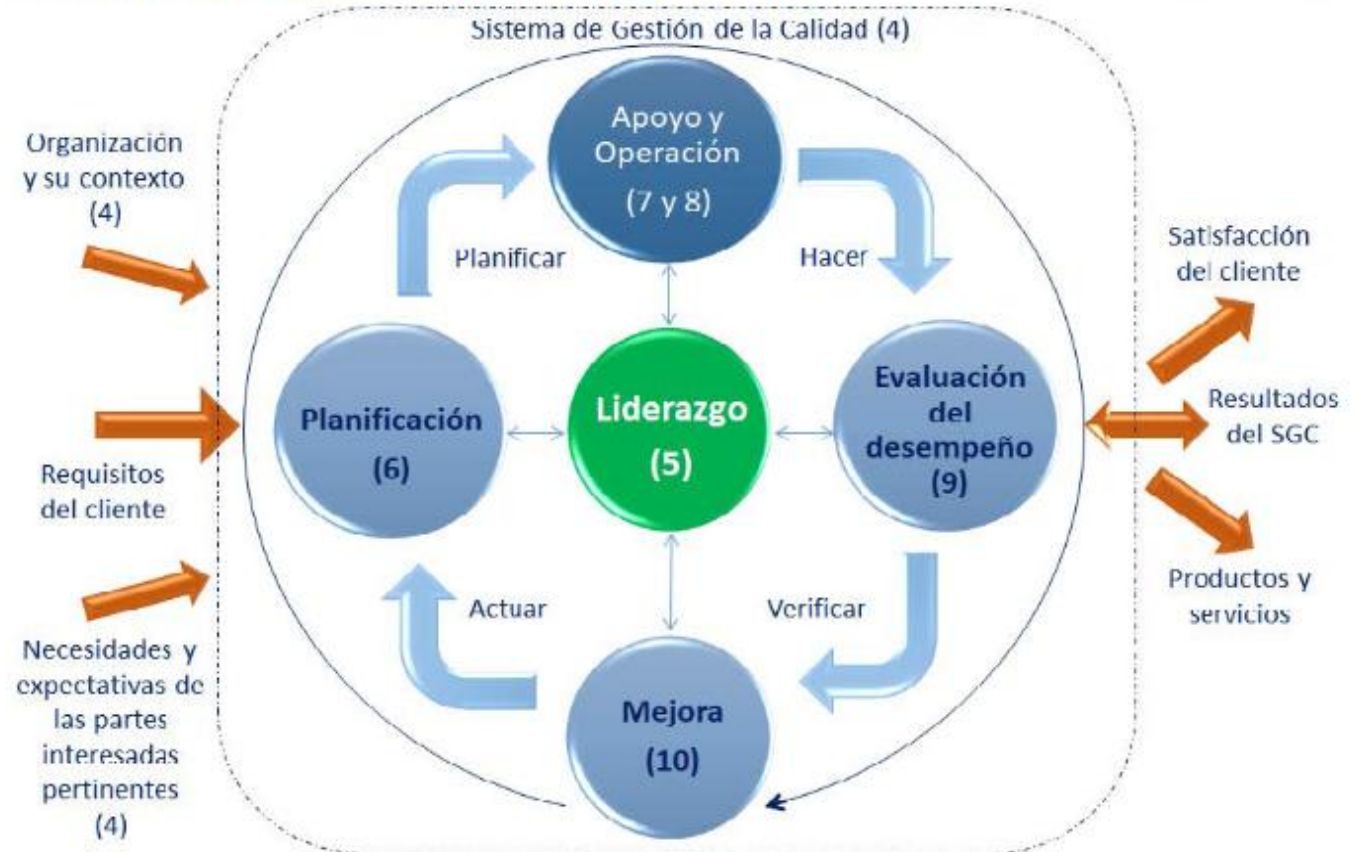 Sistema de Gestión de la Calidad (4)
Organización
y su contexto
(4)
Requisitos
del cliente
Necesidades y
expectativas de
las partes
interesadas
pertinentes
(4)
Apoyo y
Operación
(7 y 8)
Planificar
Hacer
Planificación
(6)
Liderazgo
(5)
Evaluación
del
desempeño
(9)
Actuar
Verificar
Mejora
(10)
Satisfacción
del cliente
Resultados
del SGC
Productos y
servicios